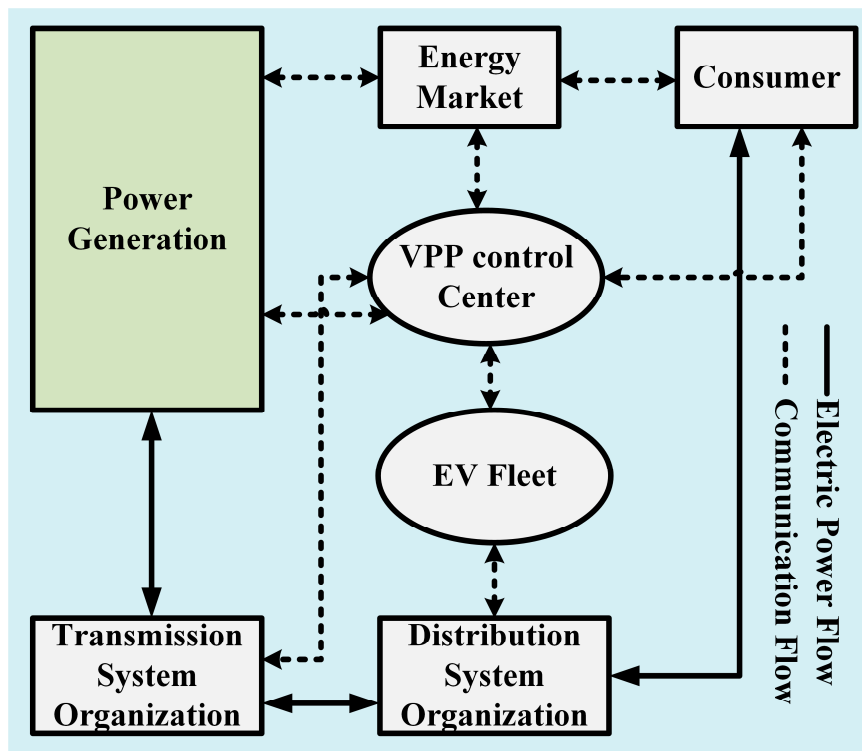 Power
Generation
Energy
Market
Consumer
VPP control
Center
EV Fleet
Transmission
System
Organization
Distribution
System
Organization
Electric Power Flow
Communication Flow